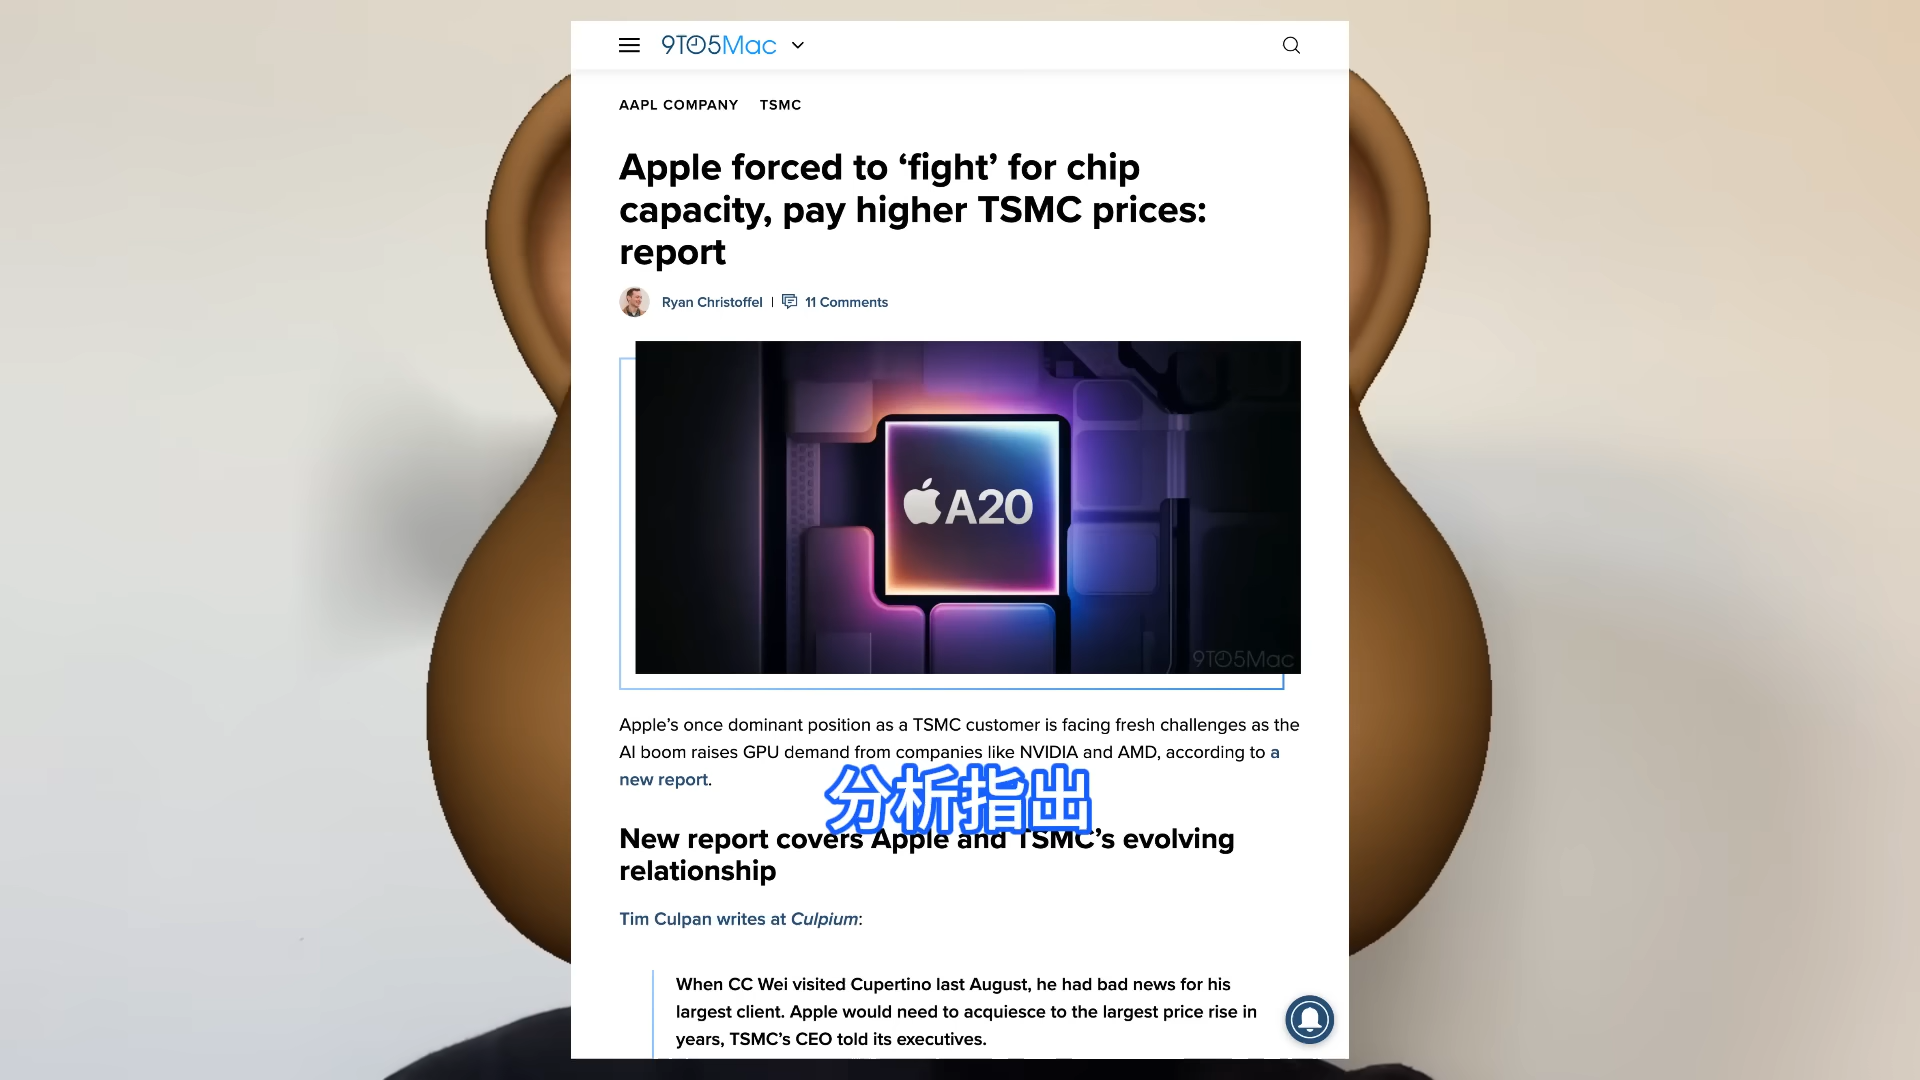 9TO5Mac
AAPL COMPANY TSMC
Apple forced to ‘fight’ for chip
capacity, pay higher TSMC prices:
report
Ryan Christoffel | 11 Comments
A20
9TO5Mac
Apple’s once dominant position as a TSMC customer is facing fresh challenges as the
AI boom raises GPU demand from companies like NVIDIA and AMD, according to a
new report.
分析指出
New report covers Apple and TSMC’s evolving
relationship
Tim Culpan writes at Culpium:
When CC Wei visited Cupertino last August, he had bad news for his
largest client. Apple would need to acquiesce to the largest price rise in
years, TSMC’s CEO told its executives.